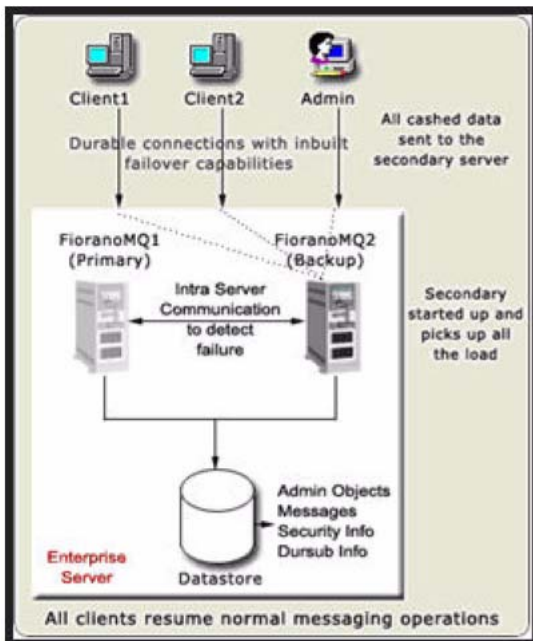 Client1
Client2
Admin
Durable connections with inbuilt
failover capabilities
All cashed data
sent to the
secondary server
FioranoMQ1
(Primary)
FioranoMQ2
(Backup)
Intra Server
Communication
to detect
failure
Secondary
started up and
picks up all
the load
Admin Objects
Messages
Security Info
Dursub Info
Enterprise
Server
Datastore
All clients resume normal messaging operations